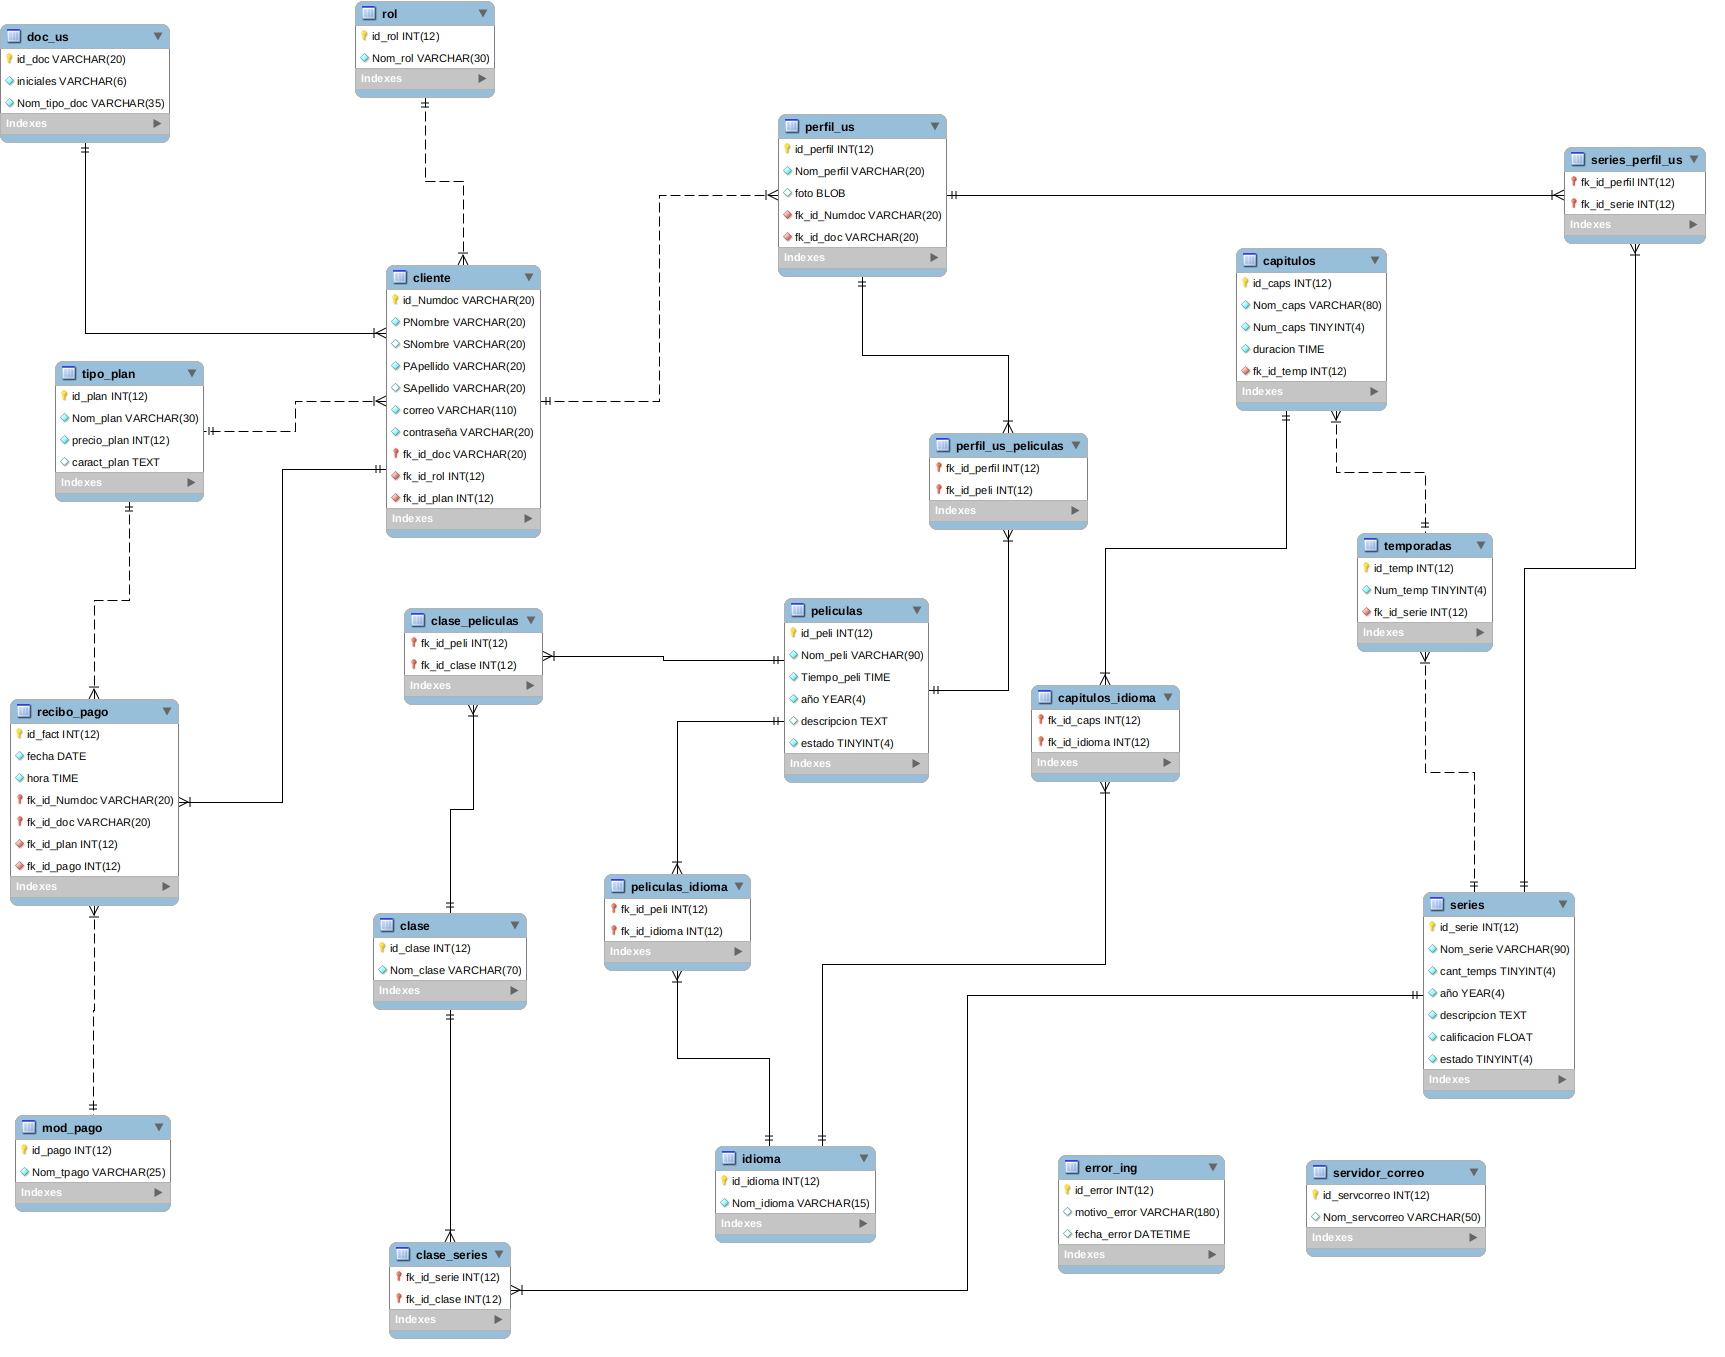 doc_us
id_doc VARCHAR(20)
iniciales VARCHAR(6)
Nom_tipo_doc VARCHAR(35)
Indexes
rol
id_rol INT(12)
Nom_rol VARCHAR(30)
Indexes
perfil_us
id_perfil INT(12)
Nom_perfil VARCHAR(20)
foto BLOB
fk_id_Numdoc VARCHAR(20)
fk_id_doc VARCHAR(20)
Indexes
series_perfil_us
fk_id_perfil INT(12)
fk_id_serie INT(12)
Indexes
cliente
id_Numdoc VARCHAR(20)
PNombre VARCHAR(20)
SNombre VARCHAR(20)
PApellido VARCHAR(20)
SApellido VARCHAR(20)
correo VARCHAR(110)
contraseña VARCHAR(20)
fk_id_doc VARCHAR(20)
fk_id_rol INT(12)
fk_id_plan INT(12)
Indexes
capitulos
id_caps INT(12)
Nom_caps VARCHAR(80)
Num_caps TINYINT(4)
duracion TIME
fk_id_temp INT(12)
Indexes
tipo_plan
id_plan INT(12)
Nom_plan VARCHAR(30)
precio_plan INT(12)
caract_plan TEXT
Indexes
perfil_us_peliculas
fk_id_perfil INT(12)
fk_id_peli INT(12)
Indexes
temporadas
id_temp INT(12)
Num_temp TINYINT(4)
fk_id_serie INT(12)
Indexes
clase_peliculas
fk_id_peli INT(12)
fk_id_clase INT(12)
Indexes
peliculas
id_peli INT(12)
Nom_peli VARCHAR(90)
Tiempo_peli TIME
año YEAR(4)
descripcion TEXT
estado TINYINT(4)
Indexes
capitulos_idioma
fk_id_caps INT(12)
fk_id_idioma INT(12)
Indexes
recibo_pago
id_fact INT(12)
fecha DATE
hora TIME
fk_id_Numdoc VARCHAR(20)
fk_id_doc VARCHAR(20)
fk_id_plan INT(12)
fk_id_pago INT(12)
Indexes
peliculas_idioma
fk_id_peli INT(12)
fk_id_idioma INT(12)
Indexes
clase
id_clase INT(12)
Nom_clase VARCHAR(70)
Indexes
series
id_serie INT(12)
Nom_serie VARCHAR(90)
cant_temps TINYINT(4)
año YEAR(4)
descripcion TEXT
calificacion FLOAT
estado TINYINT(4)
Indexes
mod_pago
id_pago INT(12)
Nom_tpago VARCHAR(25)
Indexes
idioma
id_idioma INT(12)
Nom_idioma VARCHAR(15)
Indexes
error_ing
id_error INT(12)
motivo_error VARCHAR(180)
fecha_error DATETIME
Indexes
servidor_correo
id_servcorreo INT(12)
Nom_servcorreo VARCHAR(50)
Indexes
clase_series
fk_id_serie INT(12)
fk_id_clase INT(12)
Indexes